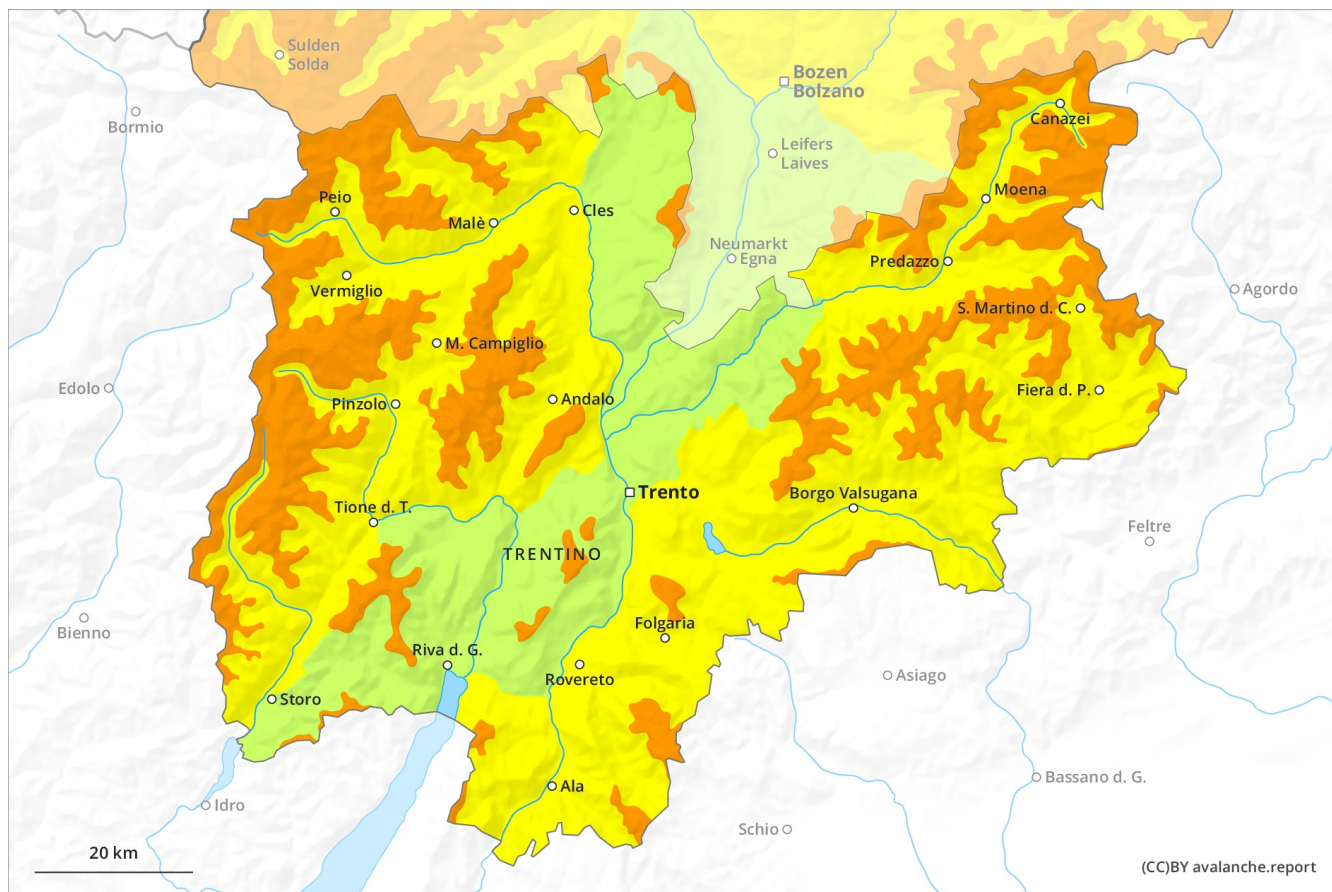 Sulden
Solda
Bozen
Bolzano
Bormio
Canazei
Leifers
Laives
Peio
Moena
Cles
Malè
Neumarkt
Egna
Predazzo
Vermiglio
Agordo
S. Martino d. C.
M. Campiglio
Edolo
Fiera d. P.
Pinzolo
Andalo
Trento
Borgo Valsugana
Tione d. T.
Feltre
TRENTINO
Bienno
Folgaria
Riva d. G.
Rovereto
Asiago
Storo
Bassano d. G.
Ala
Idro
Schio
20 km
(CC)BY avalanche.report